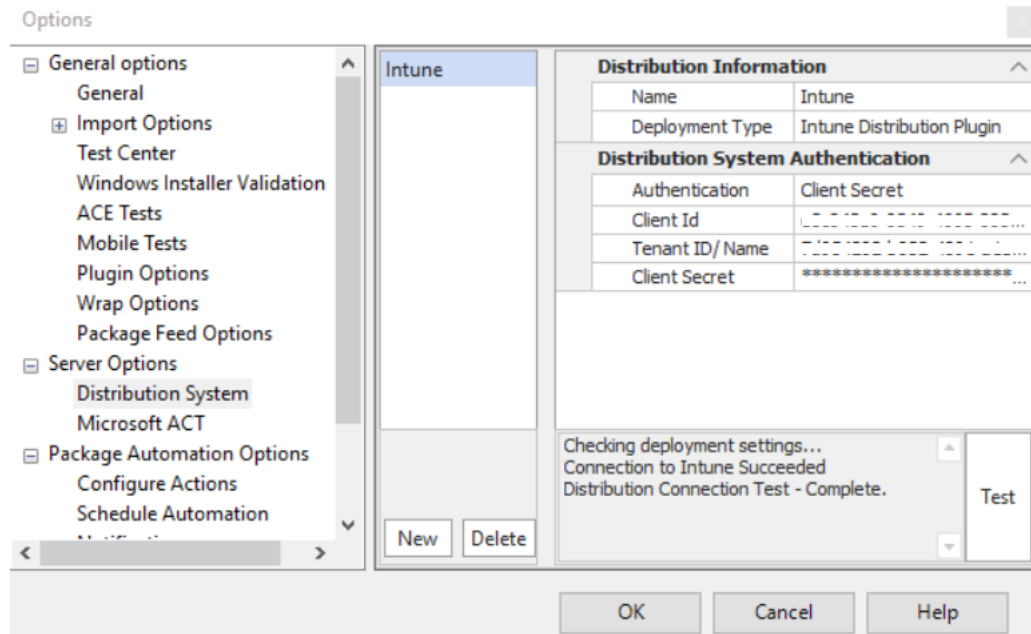 Options
General options
General
Import Options
Test Center
Windows Installer Validation
ACE Tests
Mobile Tests
Plugin Options
Wrap Options
Package Feed Options
Server Options
Distribution System
Microsoft ACT
Package Automation Options
Configure Actions
Schedule Automation
Intune
New Delete
Distribution Information
Name Intune
Deployment Type Intune Distribution Plugin
Distribution System Authentication
Authentication Client Secret
Client Id
Tenant ID/ Name
Client Secret *********************...
Checking deployment settings...
Connection to Intune Succeeded
Distribution Connection Test - Complete.
Test
OK Cancel Help